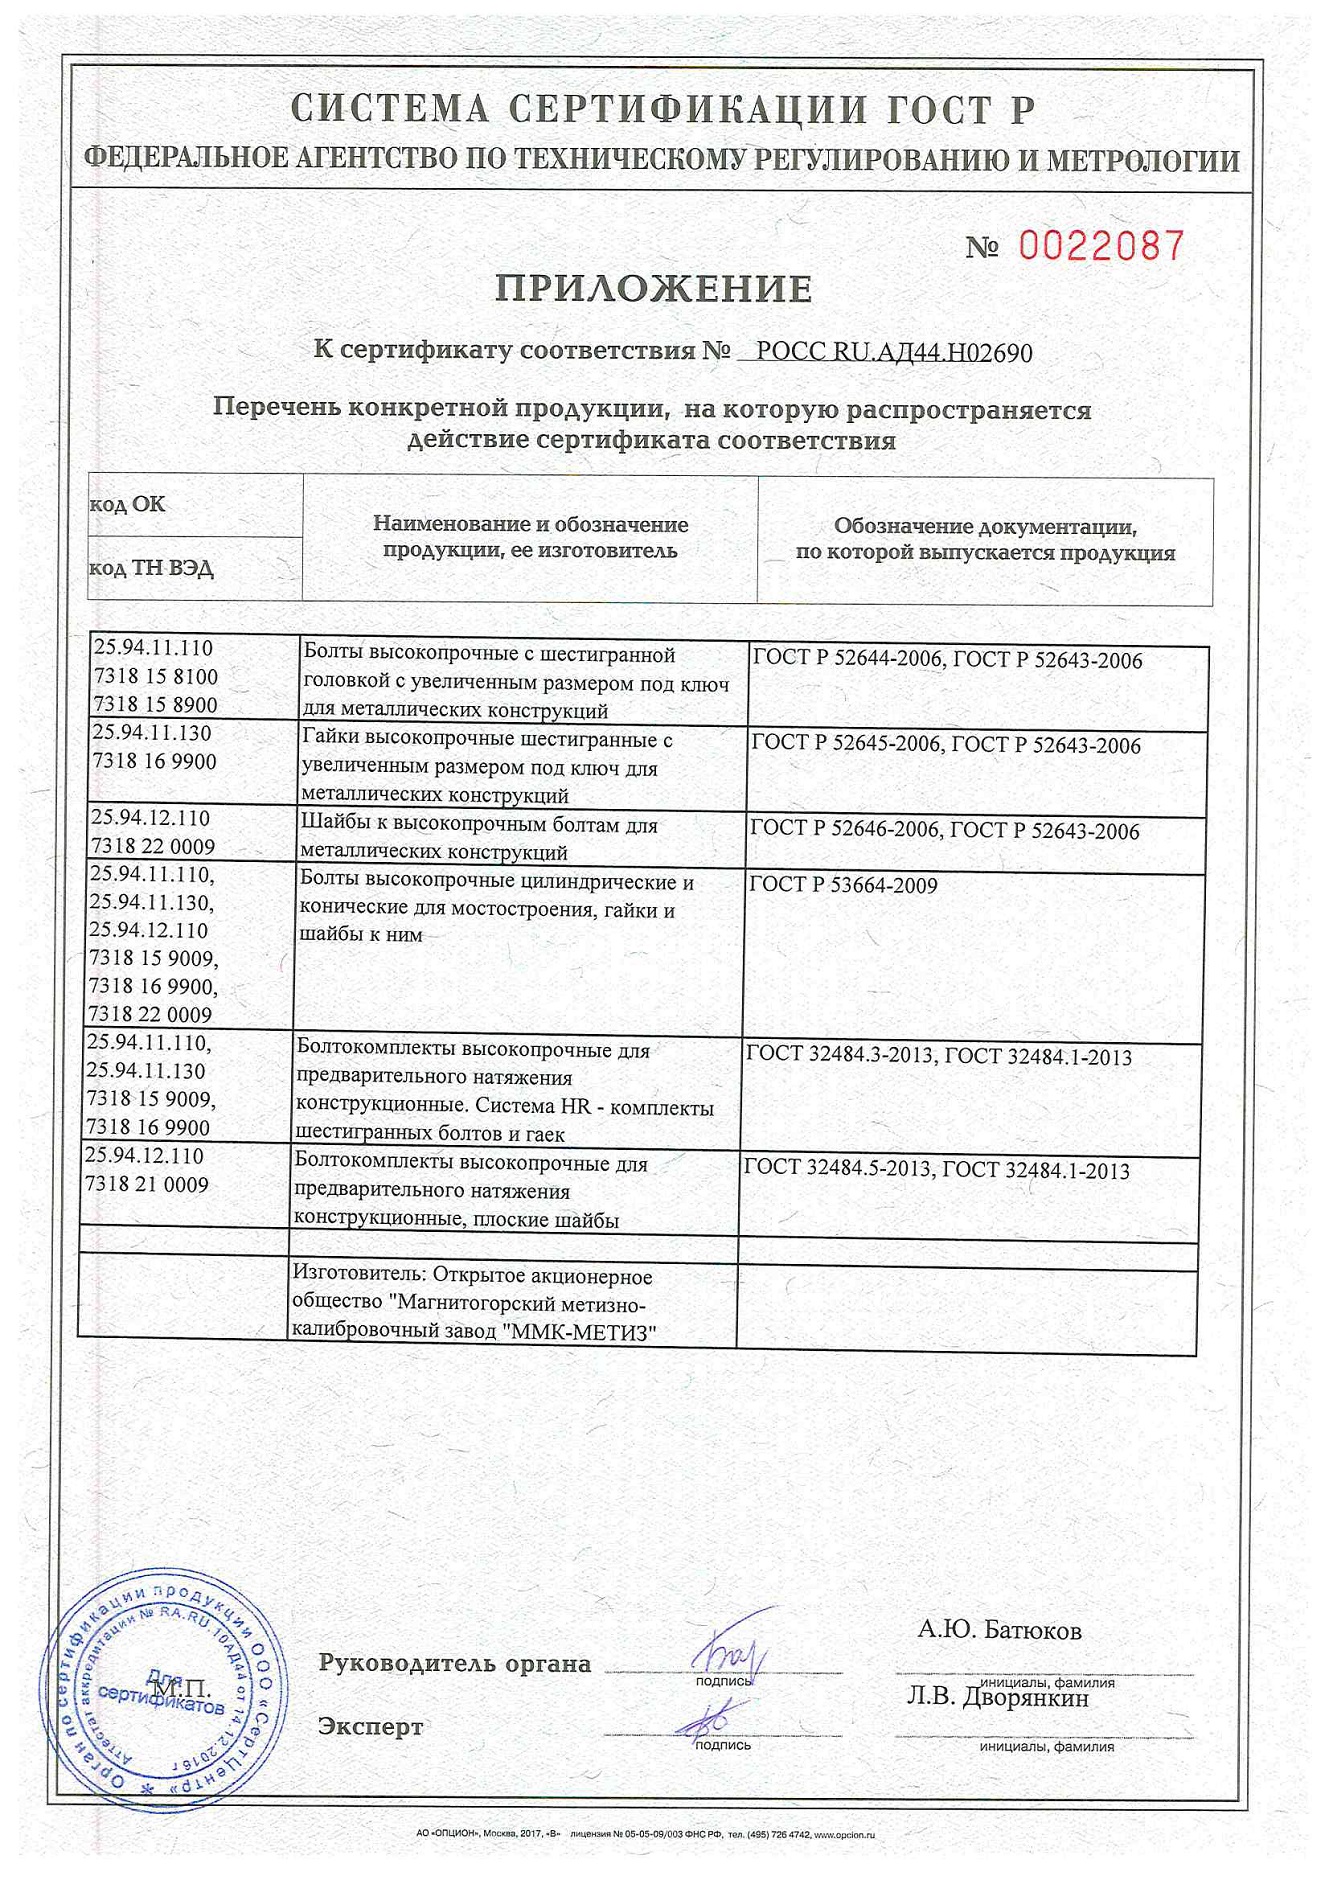 СИСТЕМА СЕРТИФИКАЦИИ ГОСТ Р
ФЕДЕРАЛЬНОЕ АГЕНТСТВО ПО ТЕХНИЧЕСКОМУ РЕГУЛИРОВАНИЮ И МЕТРОЛОГИИ
№ 0022087
ПРИЛОЖЕНИЕ
К сертификату соответствия № РОСС RU.АД44.Н02690
Перечень конкретной продукции, на которую распространяется
действие сертификата соответствия
код ОК
код ТН ВЭД
Наименование и обозначение
продукции, ее изготовитель
Обозначение документации,
по которой выпускается продукция
25.94.11.110
7318 15 8100
7318 15 8900
Болты высокопрочные с шестигранной
головкой с увеличенным размером под ключ
для металлических конструкций
ГОСТ Р 52644-2006, ГОСТ Р 52643-2006
25.94.11.130
7318 16 9900
Гайки высокопрочные шестигранные с
увеличенным размером под ключ для
металлических конструкций
ГОСТ Р 52645-2006, ГОСТ Р 52643-2006
25.94.12.110
7318 22 0009
Шайбы к высокопрочным болтам для
металлических конструкций
ГОСТ Р 52646-2006, ГОСТ Р 52643-2006
25.94.11.110,
25.94.11.130,
25.94.12.110
7318 15 9009,
7318 16 9900,
7318 22 0009
Болты высокопрочные цилиндрические и
конические для мостостроения, гайки и
шайбы к ним
ГОСТ Р 53664-2009
25.94.11.110,
25.94.11.130
7318 15 9009,
7318 16 9900
Болтокомплекты высокопрочные для
предварительного натяжения
конструкционные. Система HR - комплекты
шестигранных болтов и гаек
ГОСТ 32484.3-2013, ГОСТ 32484.1-2013
25.94.12.110
7318 21 0009
Болтокомплекты высокопрочные для
предварительного натяжения
конструкционные, плоские шайбы
ГОСТ 32484.5-2013, ГОСТ 32484.1-2013
Изготовитель: Открытое акционерное
общество "Магнитогорский метизно-
калибровочный завод "ММК-МЕТИЗ"
Орган по сертификации продукции ООО «СертЦентр» *
Аттестат аккредитации № RA.RU.10АД44 от 14.12.2016г
Для
сертификатов
М.П.
А.Ю. Батюков
Руководитель органа
подпись
инициалы, фамилия
Л.В. Дворянкин
Эксперт
подпись
инициалы, фамилия
АО «ОПЦИОН», Москва, 2017, «В» лицензия № 05-05-09/003 ФНС РФ, тел. (495) 726 4742, www.opcion.ru